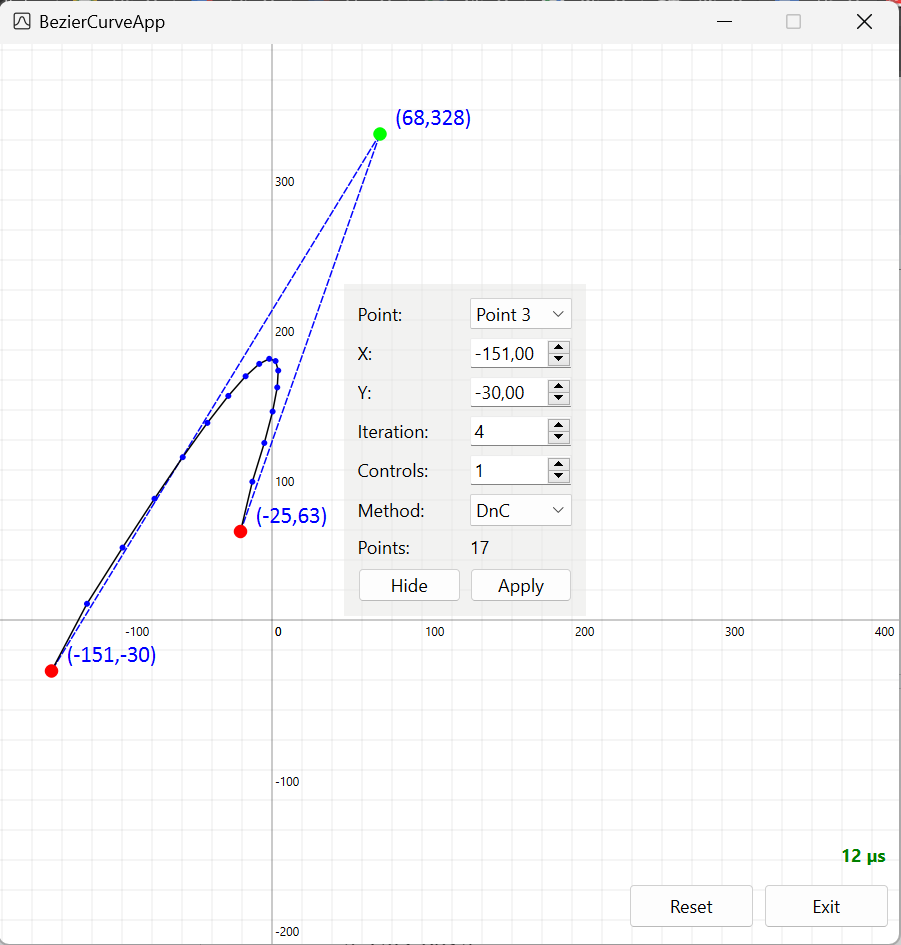 BezierCurveApp
(68,328)
300
200
100
Point: Point 3
X: -151,00
Y: -30,00
Iteration: 4
Controls: 1
Method: DnC
Points: 17
Hide Apply
(-25,63)
-100 0 100 200 300 400
(-151,-30)
-100
12 µs
Reset Exit
-200